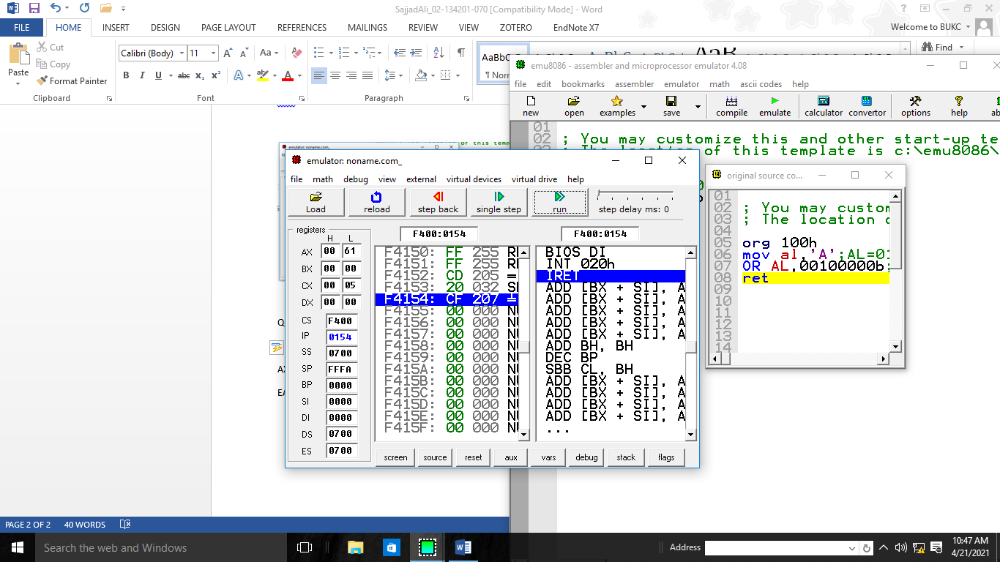 SajjadAli_02-134201-070 [Compatibility Mode] - Word
FILE HOME INSERT DESIGN PAGE LAYOUT REFERENCES MAILINGS REVIEW VIEW ZOTERO EndNote X7 Welcome to BUKC
Paste Cut Copy Format Painter
Calibri (Body) 11
AaBbC
¶ Norm
Find
Clipboard Font Paragraph
emu8086 - assembler and microprocessor emulator 4.08
file edit bookmarks assembler emulator math ascii codes help
new open examples save compile emulate calculator convertor options help ab
01
02 ; You may customize this and other start-up te
; The location of this template is c:\emu8086\
emulator: noname.com_
file math debug view external virtual devices virtual drive help
Load reload step back single step run step delay ms: 0
registers F400:0154 F400:0154
H L
AX 00 61
BX 00 00
CX 00 05
DX 00 00
CS F400
IP 0154
SS 0700
SP FFFA
BP 0000
SI 0000
DI 0000
DS 0700
ES 0700
F4150: FF 255
F4151: FF 255
F4152: CD 205 =
F4153: 20 032
F4154: CF 207
F4155: 00 000
F4156: 00 000
F4157: 00 000
F4158: 00 000
F4159: 00 000
F415A: 00 000
F415B: 00 000
F415C: 00 000
F415D: 00 000
F415E: 00 000
F415F: 00 000
BIOS DI
INT 020h
IRET
ADD [BX + SI], A
ADD [BX + SI], A
ADD [BX + SI], A
ADD [BX + SI], A
ADD [BX + SI], A
ADD BH, BH
DEC BP
SBB CL, BH
ADD [BX + SI], A
ADD [BX + SI], A
ADD [BX + SI], A
ADD [BX + SI], A
...
screen source reset aux vars debug stack flags
original source co...
01
02 ; You may custom
03 ; The location o
04
05 org 100h
06 mov al,'A';AL=01
07 OR AL,00100000b;
08 ret
09
10
11
12
13
14
PAGE 2 OF 2 40 WORDS
Search the web and Windows
Address
10:47 AM
4/21/2021